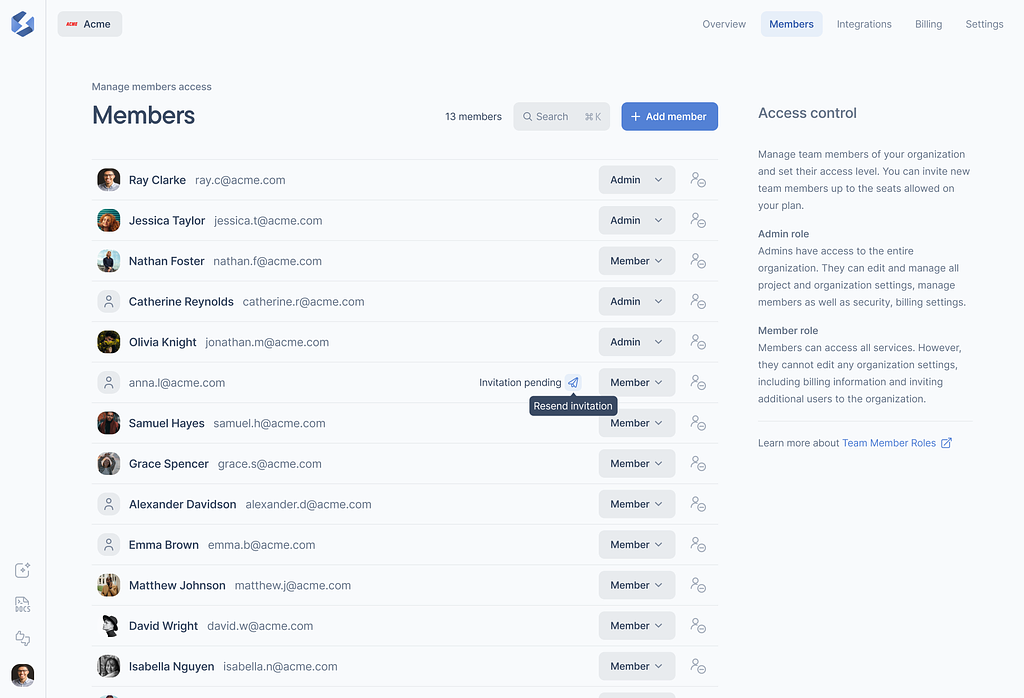 ACME Acme
Overview Members Integrations Billing Settings
Manage members access
Members
13 members Search ⌘ K + Add member
Ray Clarke ray.c@acme.com Admin
Jessica Taylor jessica.t@acme.com Admin
Nathan Foster nathan.f@acme.com Member
Catherine Reynolds catherine.r@acme.com Admin
Olivia Knight jonathan.m@acme.com Admin
anna.l@acme.com Invitation pending Member
Resend invitation
Samuel Hayes samuel.h@acme.com Member
Grace Spencer grace.s@acme.com Member
Alexander Davidson alexander.d@acme.com Member
Emma Brown emma.b@acme.com Member
Matthew Johnson matthew.j@acme.com Member
David Wright david.w@acme.com Member
Isabella Nguyen isabella.n@acme.com Member
Access control
Manage team members of your organization
and set their access level. You can invite new
team members up to the seats allowed on
your plan.
Admin role
Admins have access to the entire
organization. They can edit and manage all
project and organization settings, manage
members as well as security, billing settings.
Member role
Members can access all services. However,
they cannot edit any organization settings,
including billing information and inviting
additional users to the organization.
Learn more about Team Member Roles
DOCS